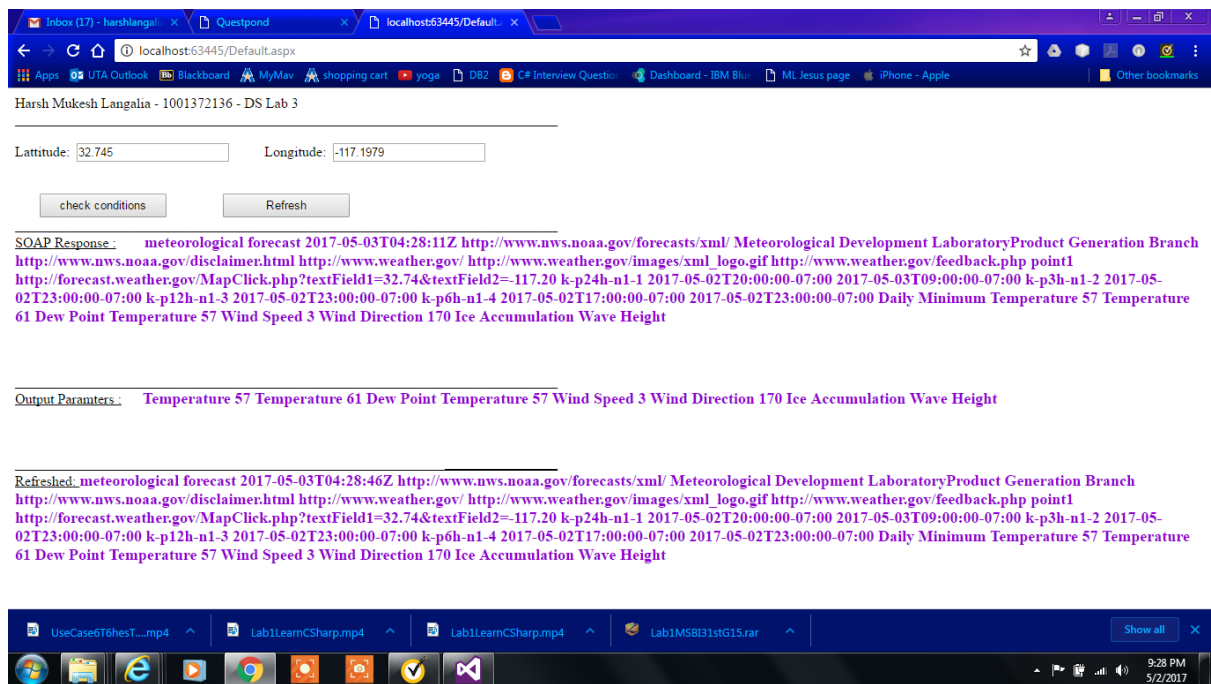 Inbox (17) - harshlangali
Questpond
localhost:63445/Default.
localhost:63445/Default.aspx
Apps UTA Outlook Blackboard MyMav shopping cart yoga DB2 C# Interview Question Dashboard - IBM Blue ML Jesus page iPhone - Apple Other bookmarks
Harsh Mukesh Langalia - 1001372136 - DS Lab 3
Lattitude: 32.745 Longitude: -117.1979
check conditions Refresh
SOAP Response : meteorological forecast 2017-05-03T04:28:11Z http://www.nws.noaa.gov/forecasts/xml/ Meteorological Development LaboratoryProduct Generation Branch
http://www.nws.noaa.gov/disclaimer.html http://www.weather.gov/ http://www.weather.gov/images/xml_logo.gif http://www.weather.gov/feedback.php point1
http://forecast.weather.gov/MapClick.php?textField1=32.74&textField2=-117.20 k-p24h-n1-1 2017-05-02T20:00:00-07:00 2017-05-03T09:00:00-07:00 k-p3h-n1-2 2017-05-
02T23:00:00-07:00 k-p12h-n1-3 2017-05-02T23:00:00-07:00 k-p6h-n1-4 2017-05-02T17:00:00-07:00 2017-05-02T23:00:00-07:00 Daily Minimum Temperature 57 Temperature
61 Dew Point Temperature 57 Wind Speed 3 Wind Direction 170 Ice Accumulation Wave Height
Output Paramters : Temperature 57 Temperature 61 Dew Point Temperature 57 Wind Speed 3 Wind Direction 170 Ice Accumulation Wave Height
Refreshed: meteorological forecast 2017-05-03T04:28:46Z http://www.nws.noaa.gov/forecasts/xml/ Meteorological Development LaboratoryProduct Generation Branch
http://www.nws.noaa.gov/disclaimer.html http://www.weather.gov/ http://www.weather.gov/images/xml_logo.gif http://www.weather.gov/feedback.php point1
http://forecast.weather.gov/MapClick.php?textField1=32.74&textField2=-117.20 k-p24h-n1-1 2017-05-02T20:00:00-07:00 2017-05-03T09:00:00-07:00 k-p3h-n1-2 2017-05-
02T23:00:00-07:00 k-p12h-n1-3 2017-05-02T23:00:00-07:00 k-p6h-n1-4 2017-05-02T17:00:00-07:00 2017-05-02T23:00:00-07:00 Daily Minimum Temperature 57 Temperature
61 Dew Point Temperature 57 Wind Speed 3 Wind Direction 170 Ice Accumulation Wave Height
UseCase6T6hesT....mp4 Lab1LearnCSharp.mp4 Lab1LearnCSharp.mp4 Lab1MSBI31stG15.rar Show all
9:28 PM
5/2/2017